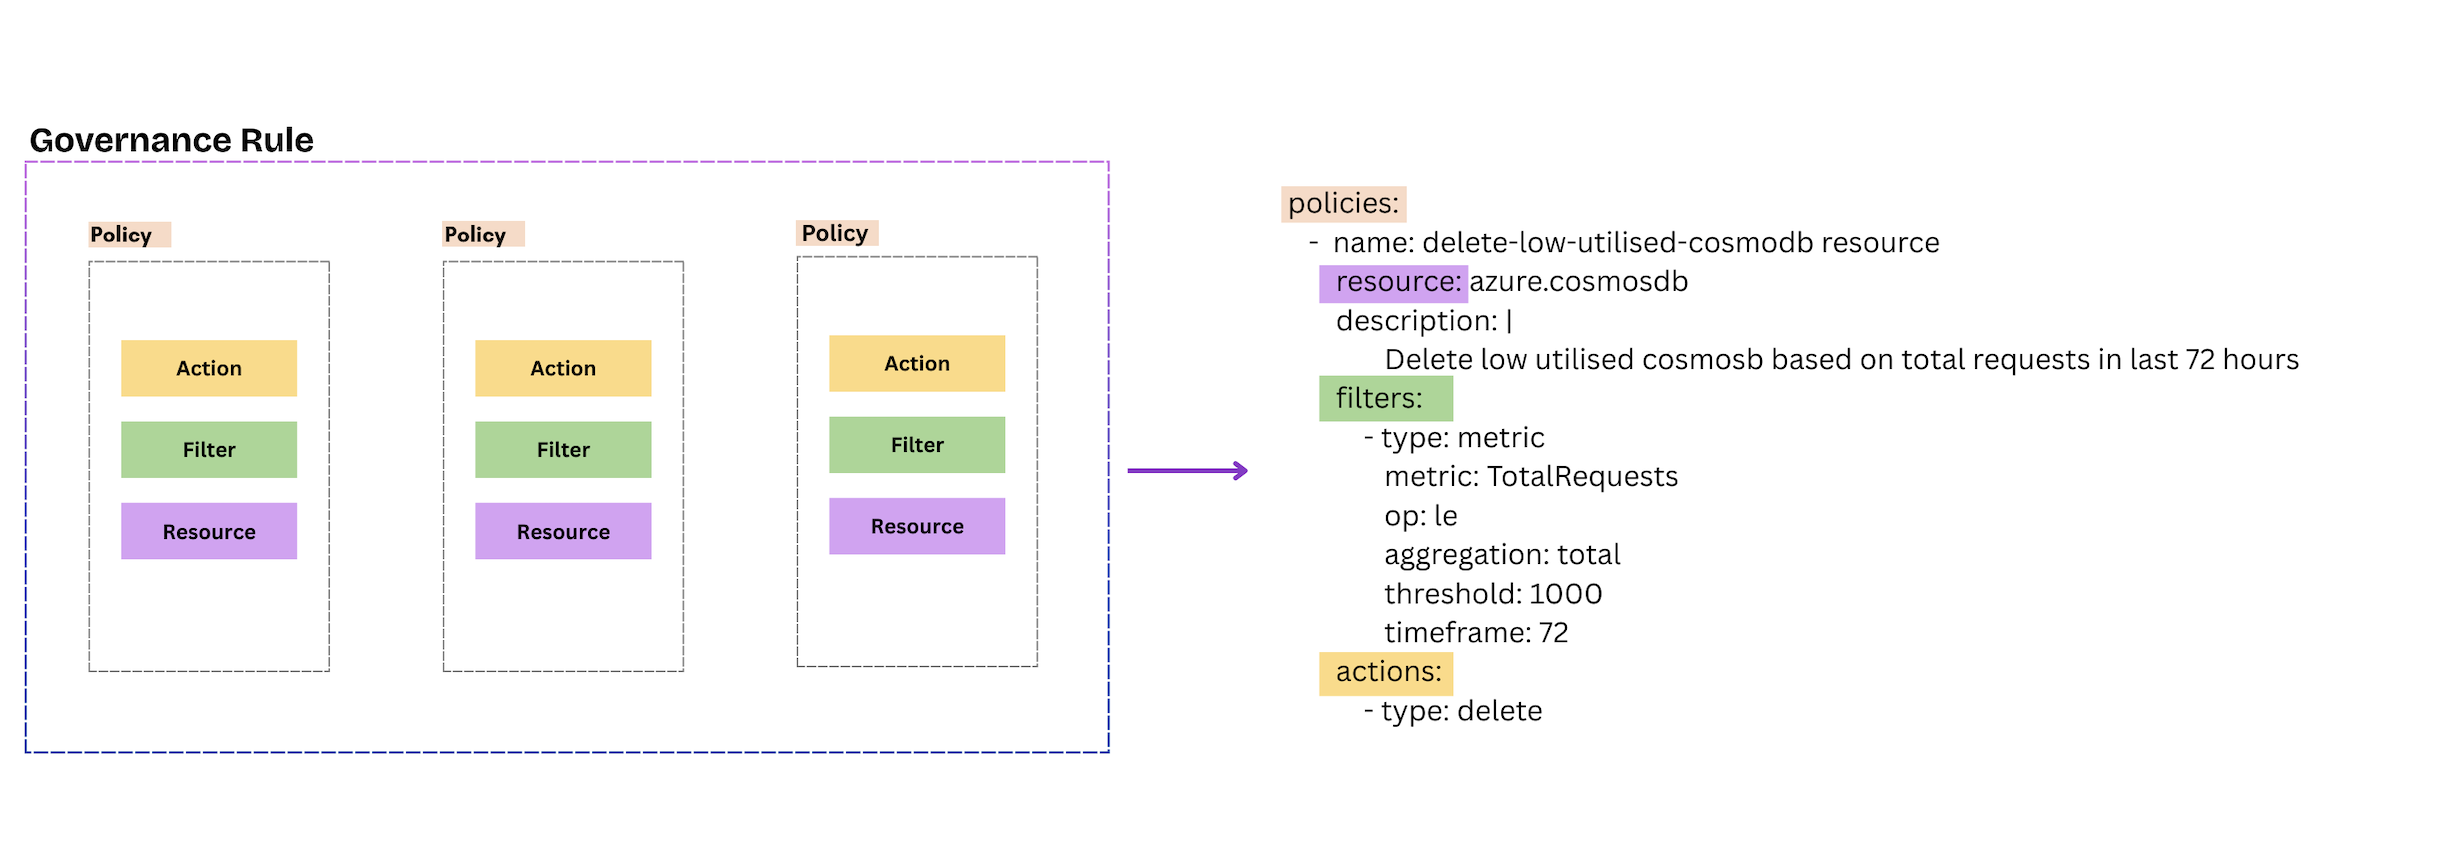 Governance Rule
Policy
Action
Filter
Resource
Policy
Action
Filter
Resource
Policy
Action
Filter
Resource
policies:
- name: delete-low-utilised-cosmodb resource
resource: azure.cosmosdb
description: |
Delete low utilised cosmosb based on total requests in last 72 hours
filters:
- type: metric
metric: TotalRequests
op: le
aggregation: total
threshold: 1000
timeframe: 72
actions:
- type: delete